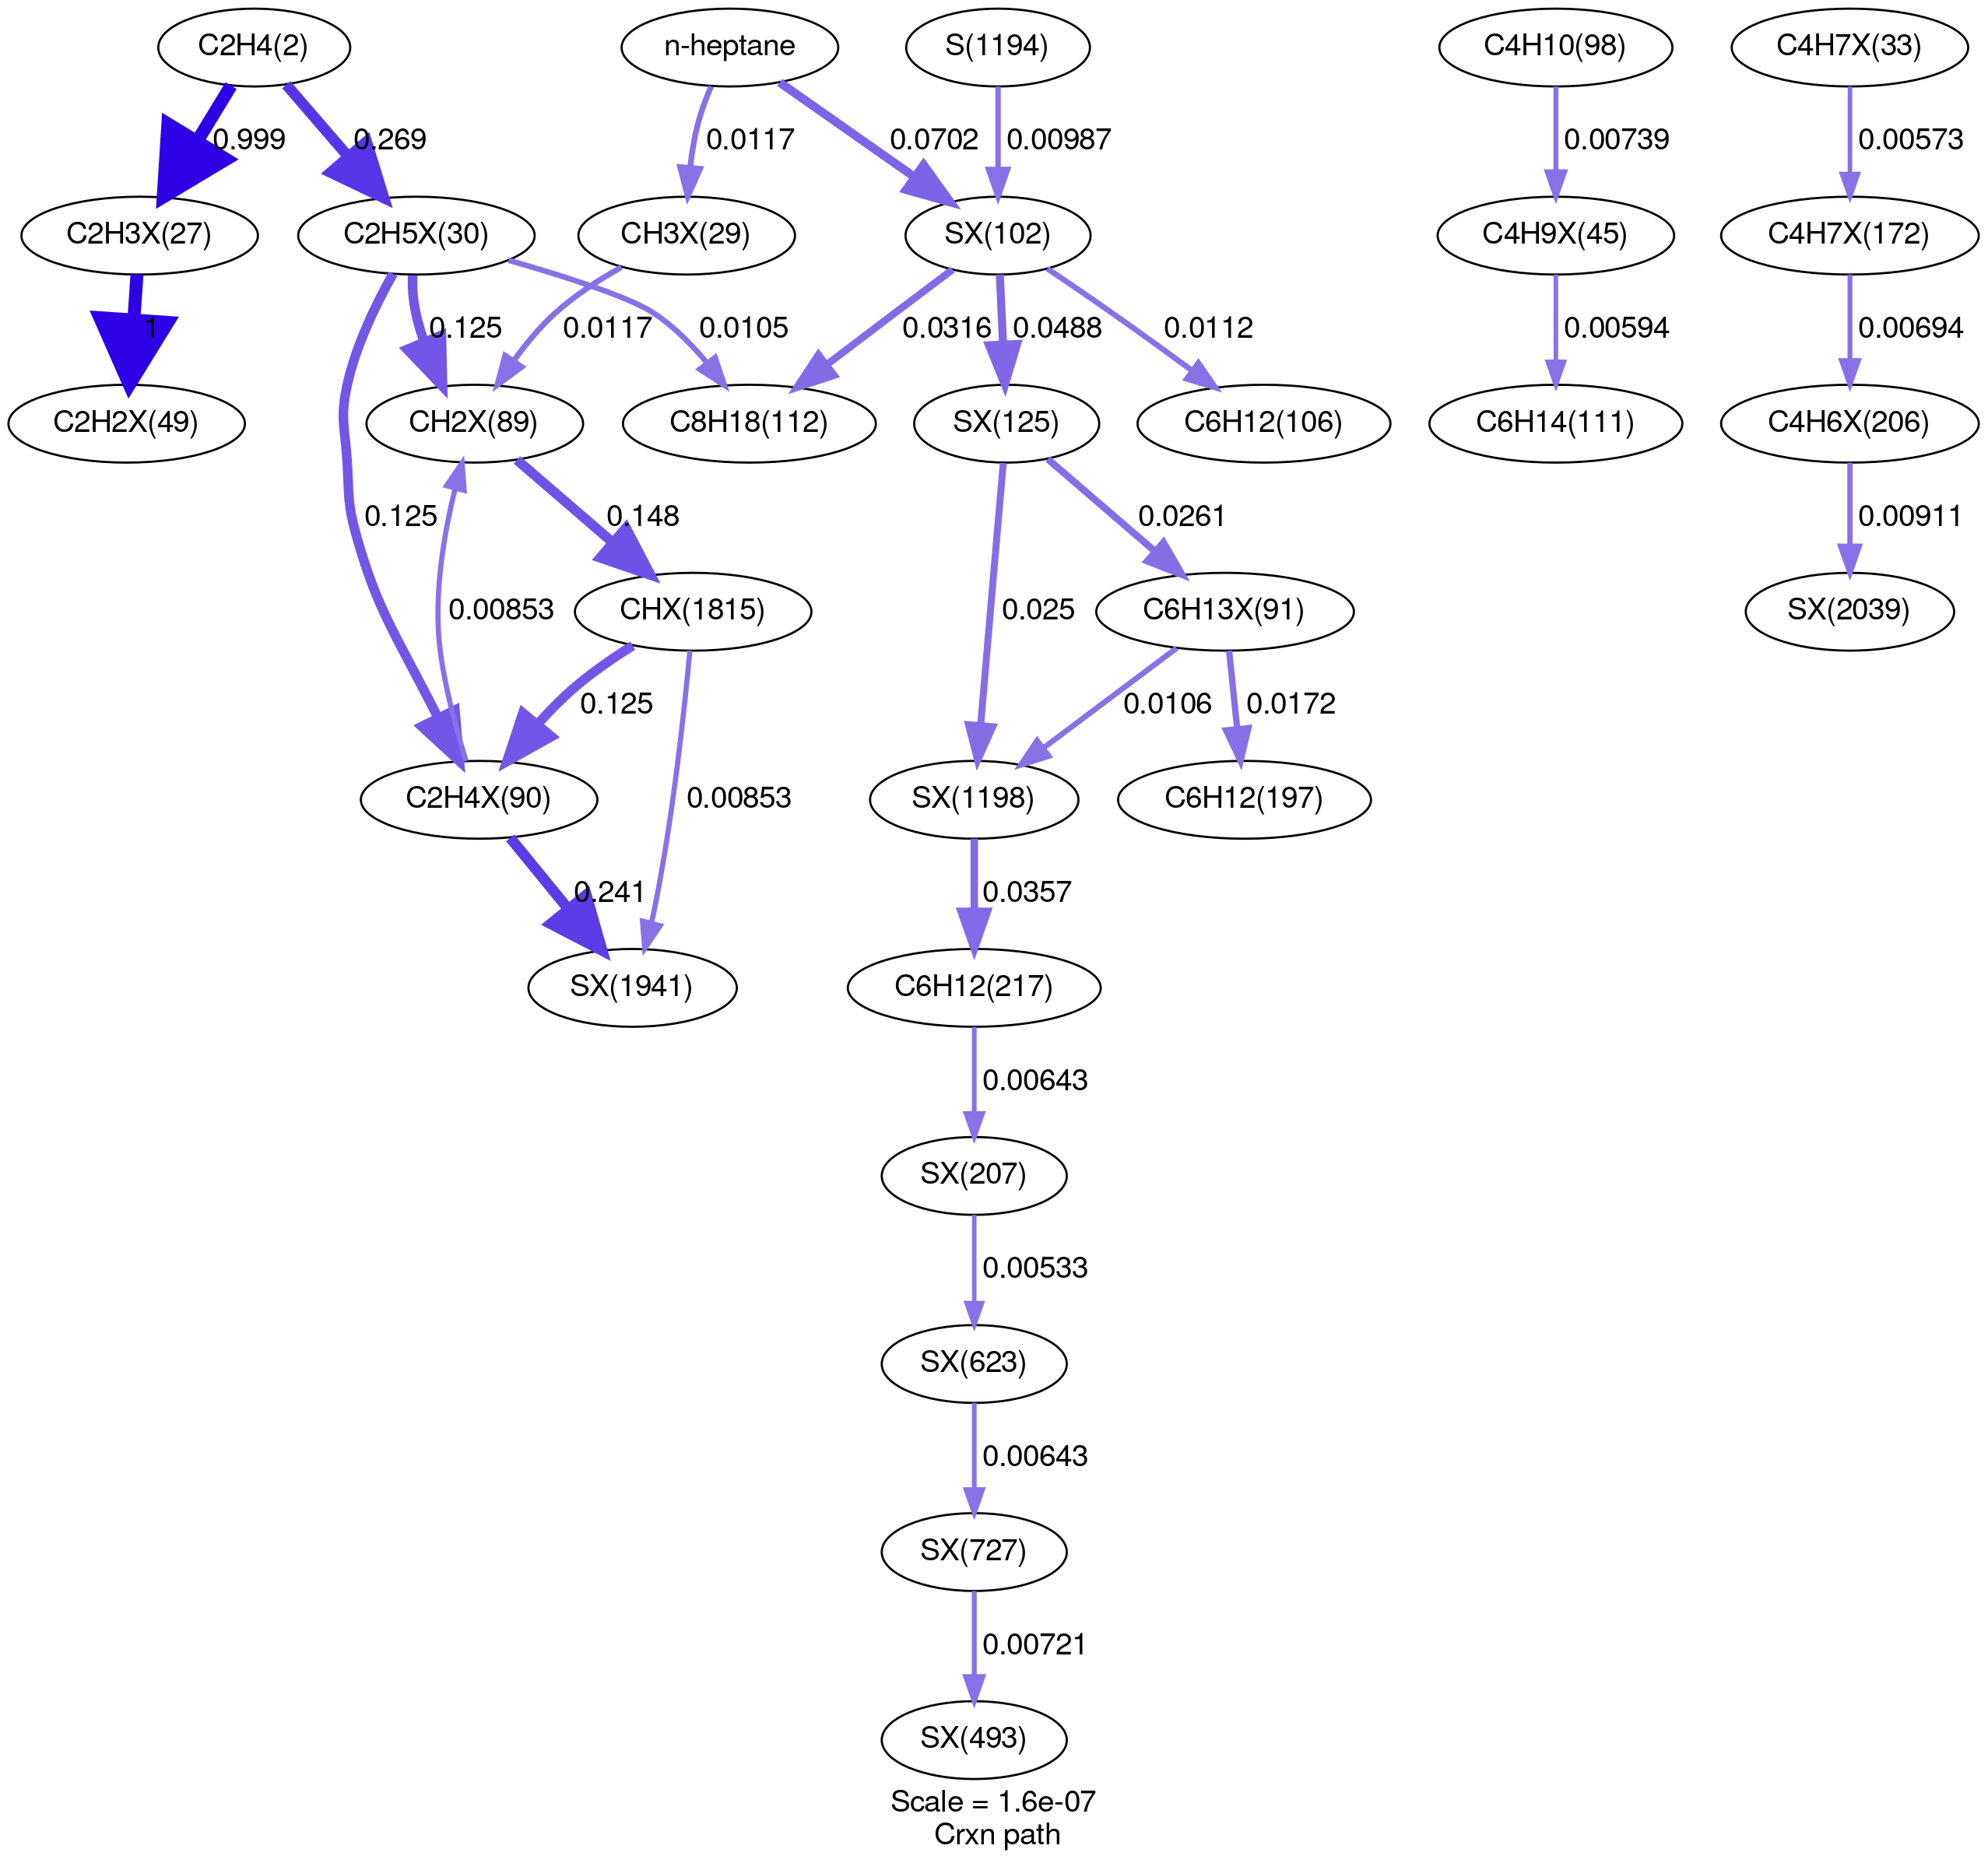 C2H4(2)
n-heptane
S(1194)
C4H10(98)
C4H7X(33)
0.999
0.269
0.0117
0.0702
0.00987
0.00739
0.00573
C2H3X(27)
C2H5X(30)
CH3X(29)
SX(102)
C4H9X(45)
C4H7X(172)
1
0.125
0.0117
0.0105
0.0316
0.0488
0.0112
0.00594
0.00694
C2H2X(49)
CH2X(89)
C8H18(112)
SX(125)
C6H12(106)
C6H14(111)
C4H6X(206)
0.125
0.148
0.0261
0.00911
0.00853
CHX(1815)
0.025
C6H13X(91)
SX(2039)
0.125
0.0106
0.0172
C2H4X(90)
0.00853
SX(1198)
C6H12(197)
0.241
0.0357
SX(1941)
C6H12(217)
0.00643
SX(207)
0.00533
SX(623)
0.00643
SX(727)
0.00721
SX(493)
Scale = 1.6e-07
Crxn path